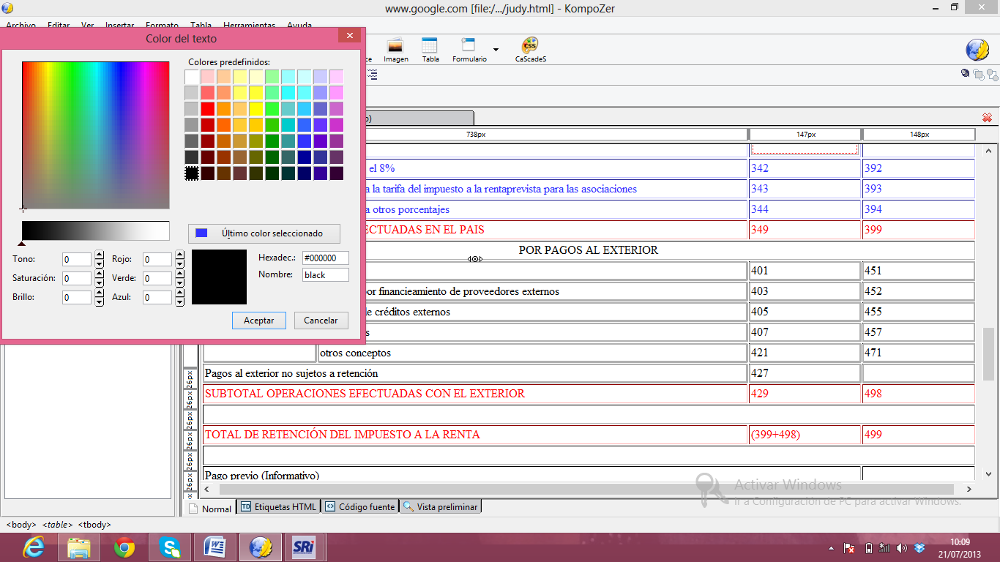 www.google.com [file:/.../judy.html] - KompoZer
Archivo Editar Ver Insertar Formato Tabla Herramientas Ayuda
Color del texto
Imagen Tabla Formulario CaScadeS
Colores predefinidos:
Último color seleccionado
Tono: 0 Rojo: 0 Hexadec.: #000000
Saturación: 0 Verde: 0 Nombre: black
Brillo: 0 Azul: 0
Aceptar Cancelar
738px 147px 148px
el 8% 342 392
a la tarifa del impuesto a la rentaprevista para las asociaciones 343 393
a otros porcentajes 344 394
ECTUADAS EN EL PAIS 349 399
POR PAGOS AL EXTERIOR
401 451
or financieamiento de proveedores externos 403 452
e créditos externos 405 455
s 407 457
otros conceptos 421 471
Pagos al exterior no sujetos a retención 427
SUBTOTAL OPERACIONES EFECTUADAS CON EL EXTERIOR 429 498
TOTAL DE RETENCIÓN DEL IMPUESTO A LA RENTA (399+498) 499
Pago previo (Informativo)
26px
26px
26px
26px
26px
26px
Activar Windows
Ir a Configuración de PC para activar Windows.
Normal TD Etiquetas HTML Código fuente Vista preliminar
<body> <table> <tbody>
SRi
10:09
21/07/2013